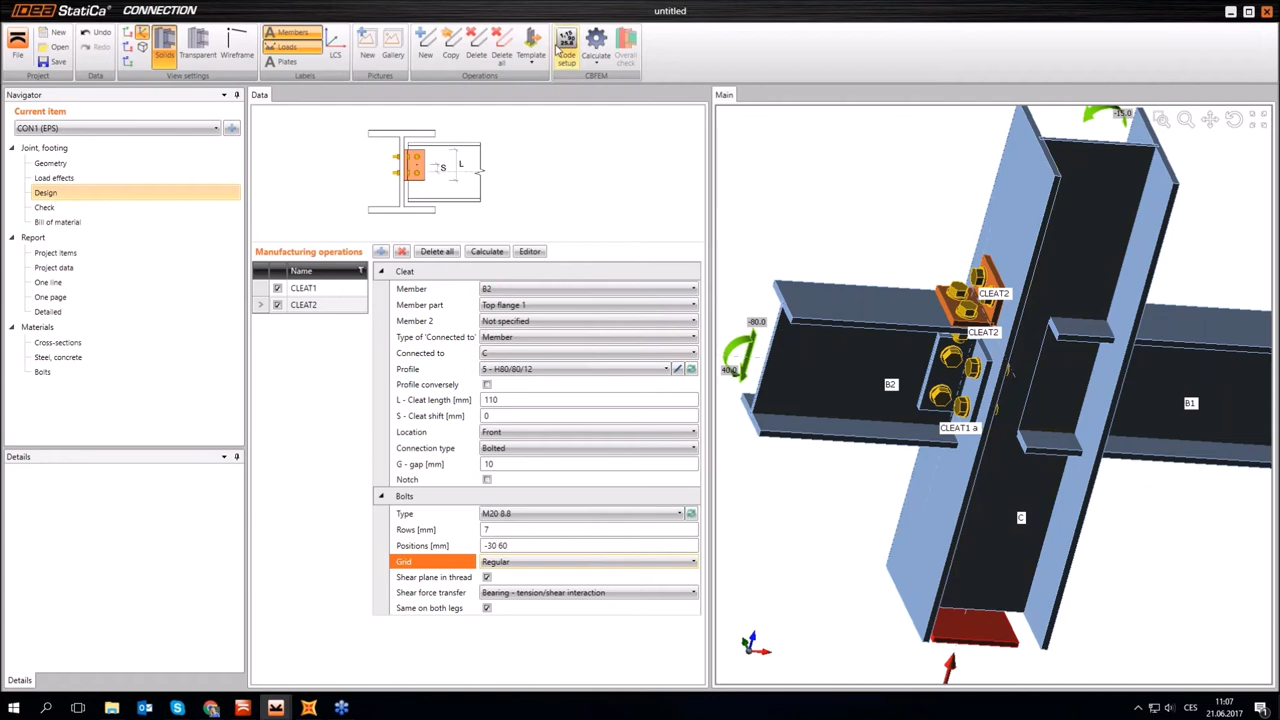 IDEA StatiCa® CONNECTION
untitled
File
New
Open
Save
Undo
Redo
Solids
Transparent
Wireframe
Members
Loads
Plates
LCS
New
Gallery
New
Copy
Delete
Delete all
Template
Code setup
Calculate
Overall check
Project
Data
View settings
Labels
Pictures
Operations
CBFEM
Navigator
Current item
CON1 (EPS)
Joint, footing
Geometry
Load effects
Design
Check
Bill of material
Report
Project items
Project data
One line
One page
Detailed
Materials
Cross-sections
Steel, concrete
Bolts
Details
Details
Data
S
L
Manufacturing operations
Delete all
Calculate
Editor
Name
CLEAT1
CLEAT2
Cleat
Member B2
Member part Top flange 1
Member 2 Not specified
Type of 'Connected to' Member
Connected to C
Profile 5 - H80/80/12
Profile conversely
L - Cleat length [mm] 110
S - Cleat shift [mm] 0
Location Front
Connection type Bolted
G - gap [mm] 10
Notch
Bolts
Type M20 8.8
Rows [mm] 7
Positions [mm] -30 60
Grid Regular
Shear plane in thread
Shear force transfer Bearing - tension/shear interaction
Same on both legs
Main
-15.0
CLEAT2
CLEAT2
-80.0
40.0
B2
B1
CLEAT1 a
C
CES
11:07
21.06.2017